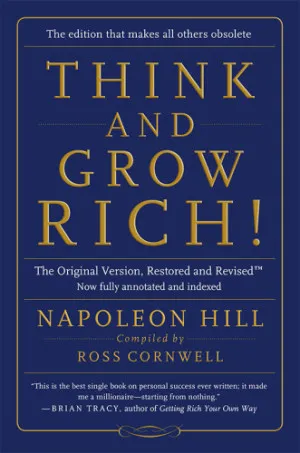 The edition that makes all others obsolete
THINK
AND
GROW
RICH!
The Original Version, Restored and Revised™
Now fully annotated and indexed
NAPOLEON HILL
Compiled by
ROSS CORNWELL
“This is the best single book on personal success ever written; it made
me a millionaire—starting from nothing.”
—BRIAN TRACY, author of Getting Rich Your Own Way